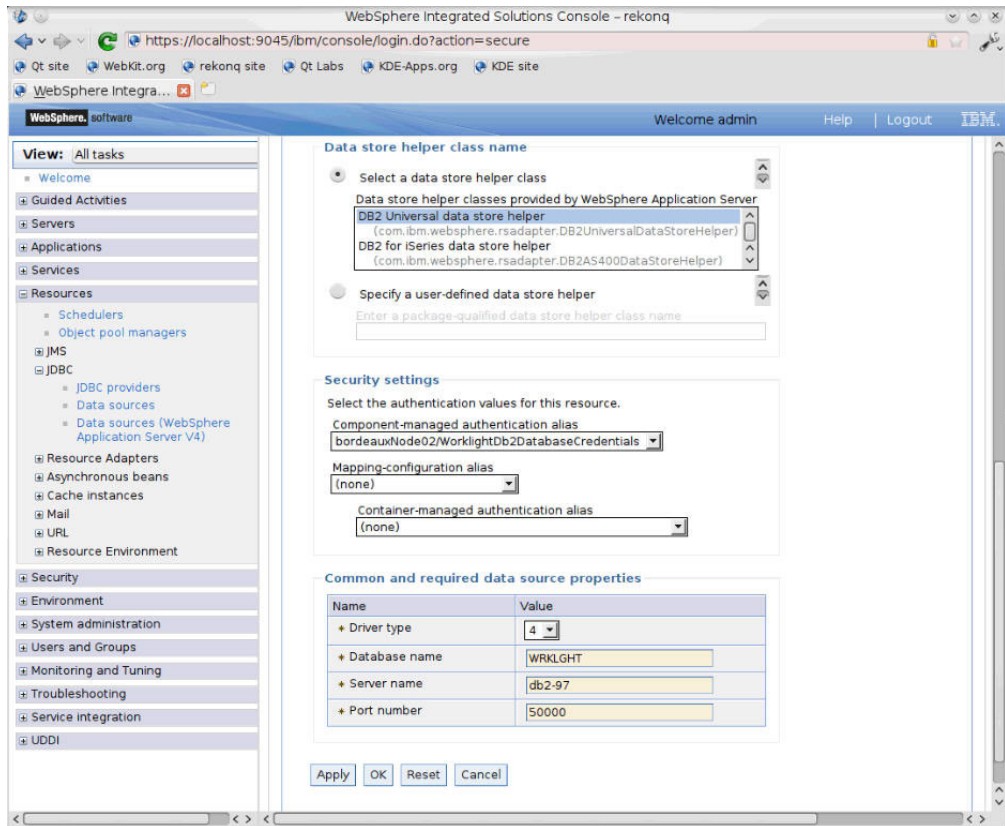 WebSphere Integrated Solutions Console – rekonq
https://localhost:9045/ibm/console/login.do?action=secure
Qt site WebKit.org rekonq site Qt Labs KDE-Apps.org KDE site
WebSphere Integra...
WebSphere. software
Welcome admin Help | Logout IBM.
View: All tasks
Welcome
Guided Activities
Servers
Applications
Services
Resources
Schedulers
Object pool managers
JMS
JDBC
JDBC providers
Data sources
Data sources (WebSphere
Application Server V4)
Resource Adapters
Asynchronous beans
Cache instances
Mail
URL
Resource Environment
Security
Environment
System administration
Users and Groups
Monitoring and Tuning
Troubleshooting
Service integration
UDDI
Data store helper class name
Select a data store helper class
Data store helper classes provided by WebSphere Application Server
DB2 Universal data store helper
(com.ibm.websphere.rsadapter.DB2UniversalDataStoreHelper)
DB2 for iSeries data store helper
(com.ibm.websphere.rsadapter.DB2AS400DataStoreHelper)
Specify a user-defined data store helper
Enter a package-qualified data store helper class name
Security settings
Select the authentication values for this resource.
Component-managed authentication alias
bordeauxNode02/WorklightDb2DatabaseCredentials
Mapping-configuration alias
(none)
Container-managed authentication alias
(none)
Common and required data source properties
Name Value
* Driver type 4
* Database name WRKLGHT
* Server name db2-97
* Port number 50000
Apply OK Reset Cancel